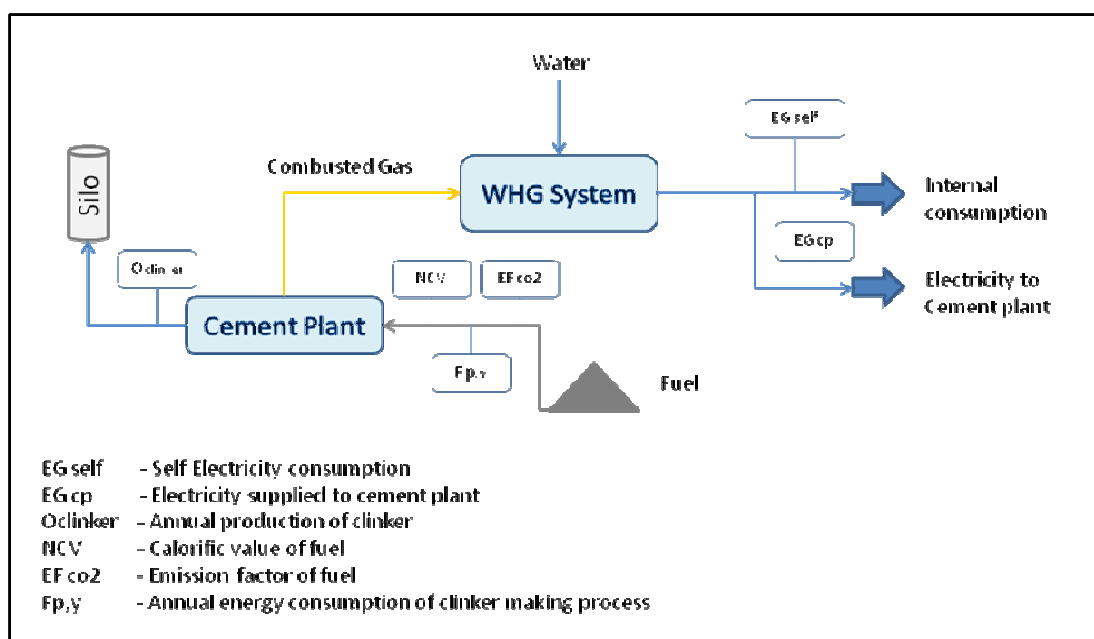 Water
EG self
Combusted Gas
WHG System
Internal
consumption
Silo
EG cp
O clinker
NCV
EF co2
Electricity to
Cement plant
Cement Plant
Fp,y
Fuel
EG self - Self Electricity consumption
EG cp - Electricity supplied to cement plant
Oclinker - Annual production of clinker
NCV - Calorific value of fuel
EF co2 - Emission factor of fuel
Fp,y - Annual energy consumption of clinker making process